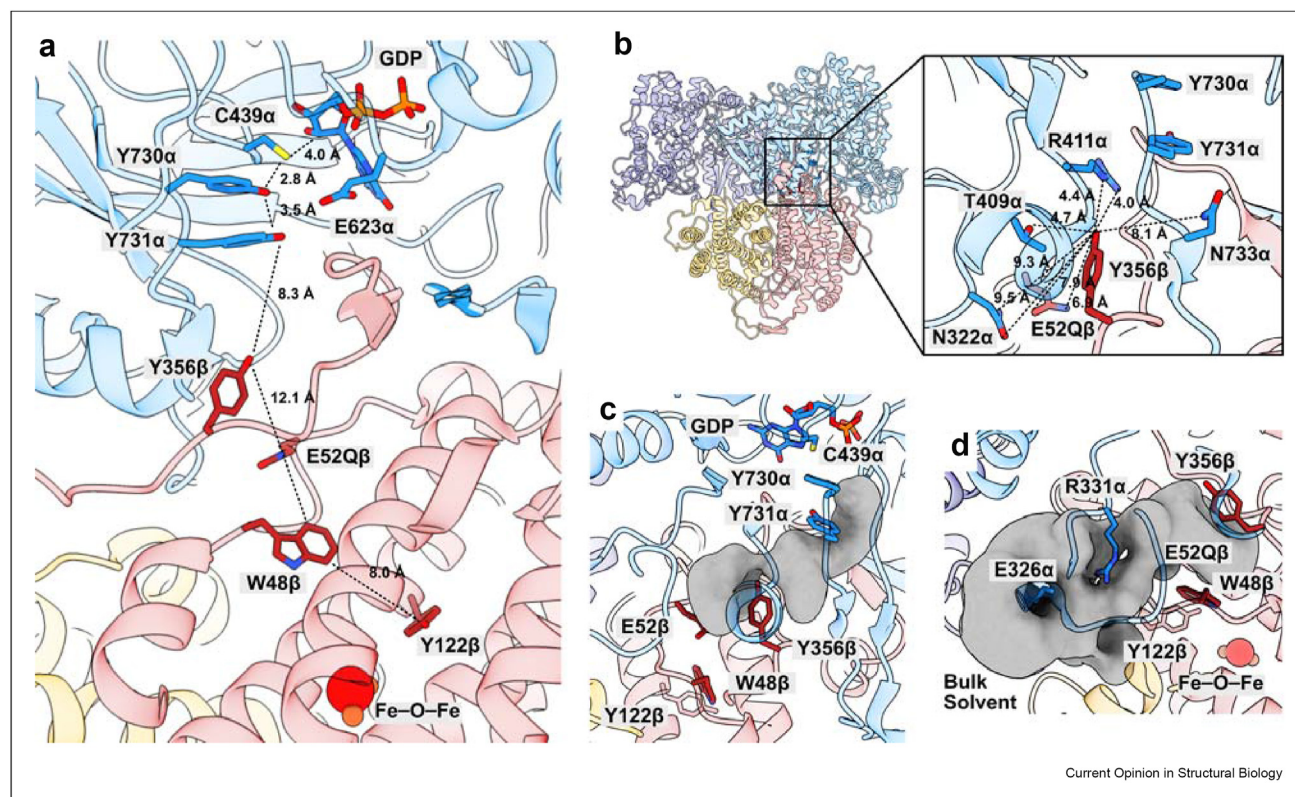 a
GDP
C439α
4.0 Å
Y730α
2.8 Å
3.5 Å
Y731α
E623α
8.3 Å
Y356β
12.1 Å
E52Qβ
W48β
8.0 Å
Y122β
Fe–O–Fe
b
Y730α
R411α
Y731α
4.4 Å
4.0 Å
T409α
4.7 Å
8.1 Å
N733α
9.3 Å
Y356β
7.9 Å
9.5 Å
6.9 Å
E52Qβ
N322α
c
GDP
C439α
Y730α
Y731α
E52β
Y356β
W48β
Y122β
d
Y356β
R331α
E52Qβ
E326α
W48β
Y122β
Bulk
Solvent
Fe–O–Fe
Current Opinion in Structural Biology